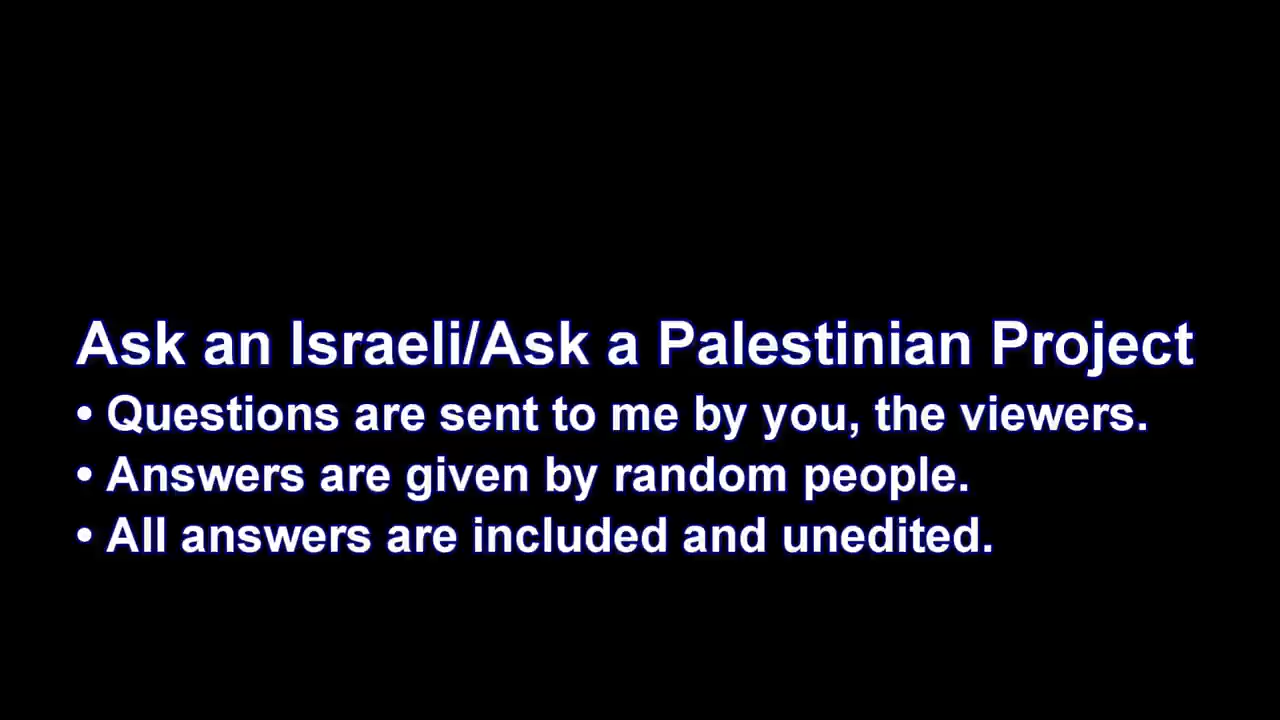 Ask an Israeli/Ask a Palestinian Project
• Questions are sent to me by you, the viewers.
• Answers are given by random people.
• All answers are included and unedited.